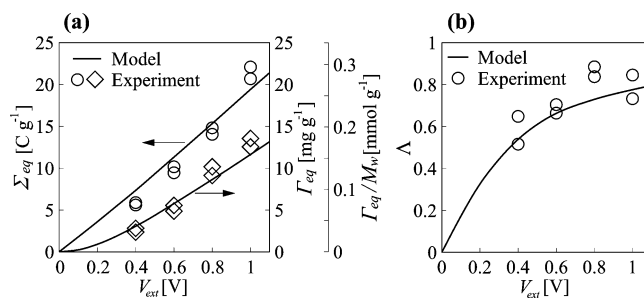 (a)
(b)
Model
Experiment
Σeq [C g-1]
25
20
15
10
5
0
0 0.2 0.4 0.6 0.8 1
Vext [V]
25
20
15
10
5
0
Γeq [mg g-1]
0.3
0.2
0.1
0
Γeq/Mw [mmol g-1]
Model
Experiment
Λ
1
0.8
0.6
0.4
0.2
0
0 0.2 0.4 0.6 0.8 1
Vext [V]